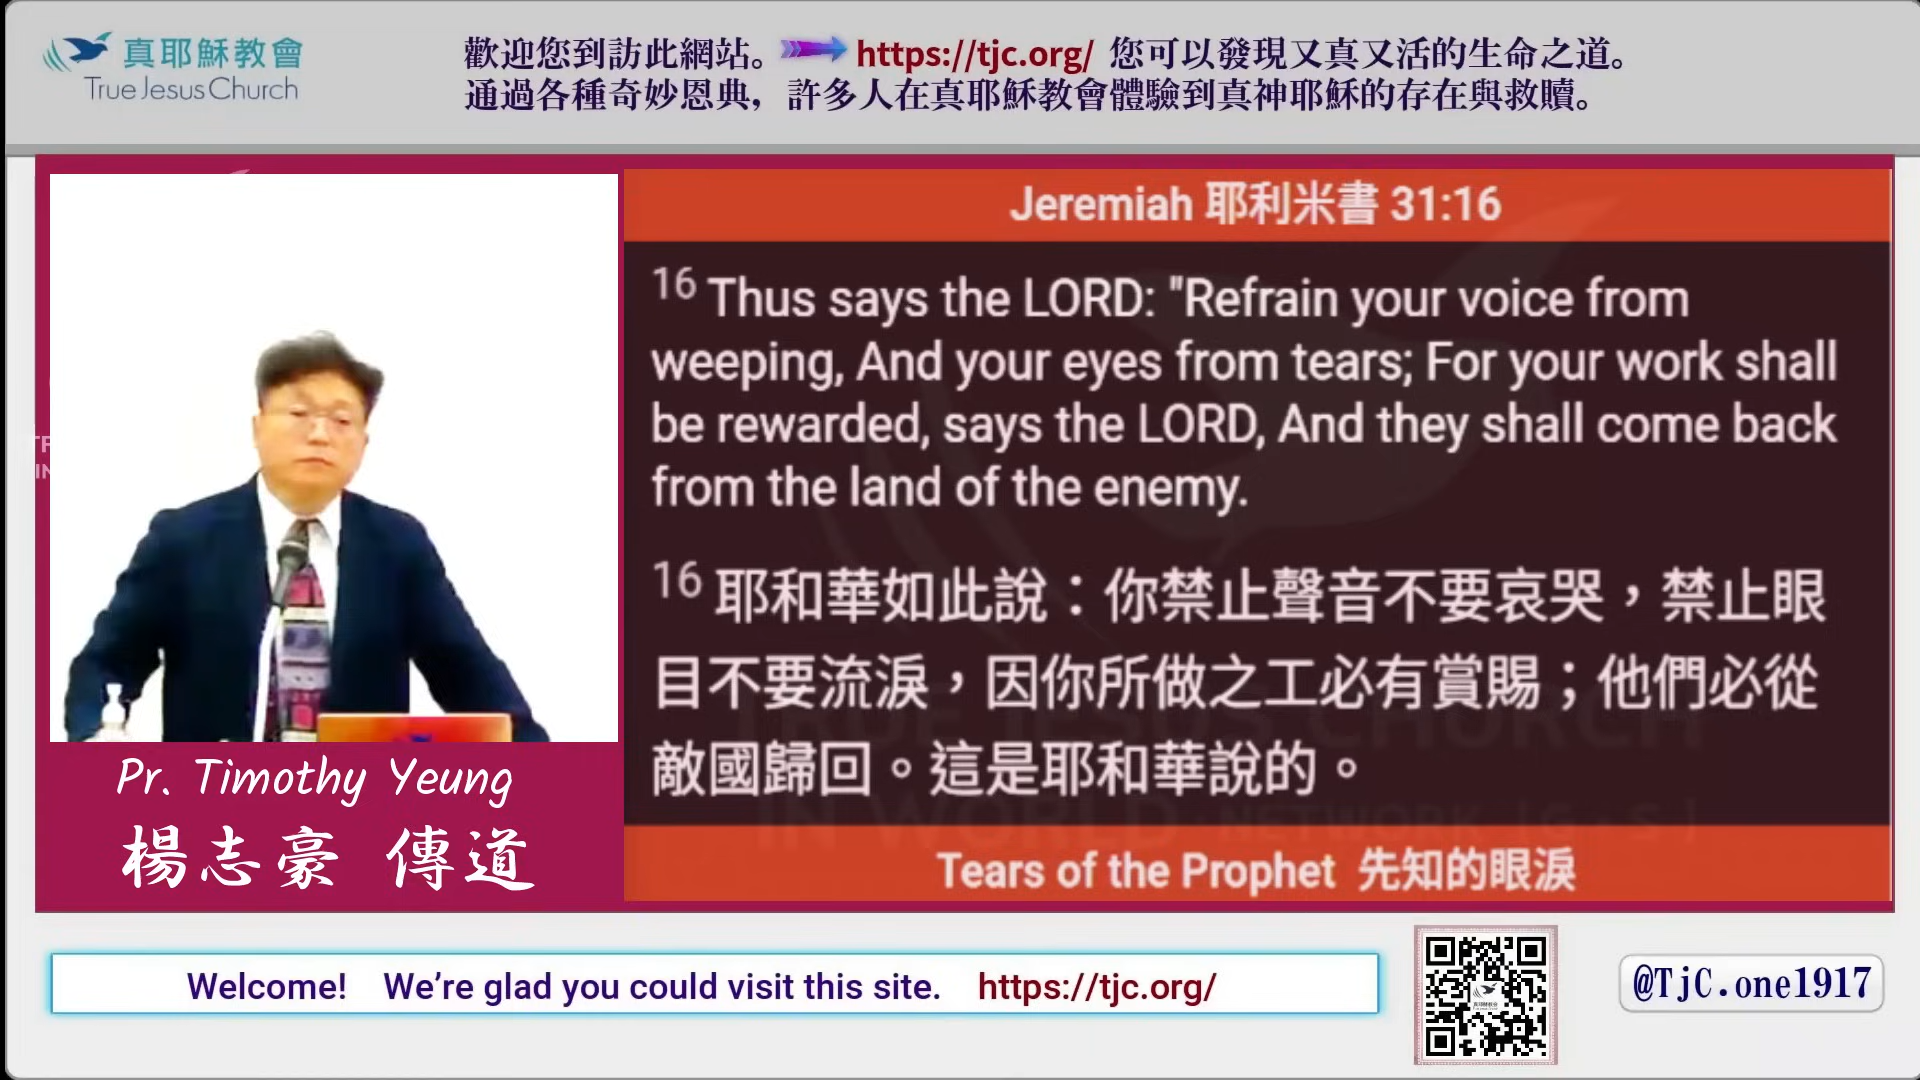 真耶穌教會
True Jesus Church
歡迎您到訪此網站。 https://tjc.org/ 您可以發現又真又活的生命之道。
通過各種奇妙恩典，許多人在真耶穌教會體驗到真神耶穌的存在與救贖。
Jeremiah 耶利米書 31:16
16 Thus says the LORD: "Refrain your voice from
weeping, And your eyes from tears; For your work shall
be rewarded, says the LORD, And they shall come back
from the land of the enemy.
16 耶和華如此說：你禁止聲音不要哀哭，禁止眼
目不要流淚，因你所做之工必有賞賜；他們必從
敵國歸回。這是耶和華說的。
TRUE JESUS CHURCH
IN WORLD NETWORK [G . S]
Tears of the Prophet 先知的眼淚
Pr. Timothy Yeung
楊志豪 傳道
Welcome! We're glad you could visit this site. https://tjc.org/
@TjC.one1917